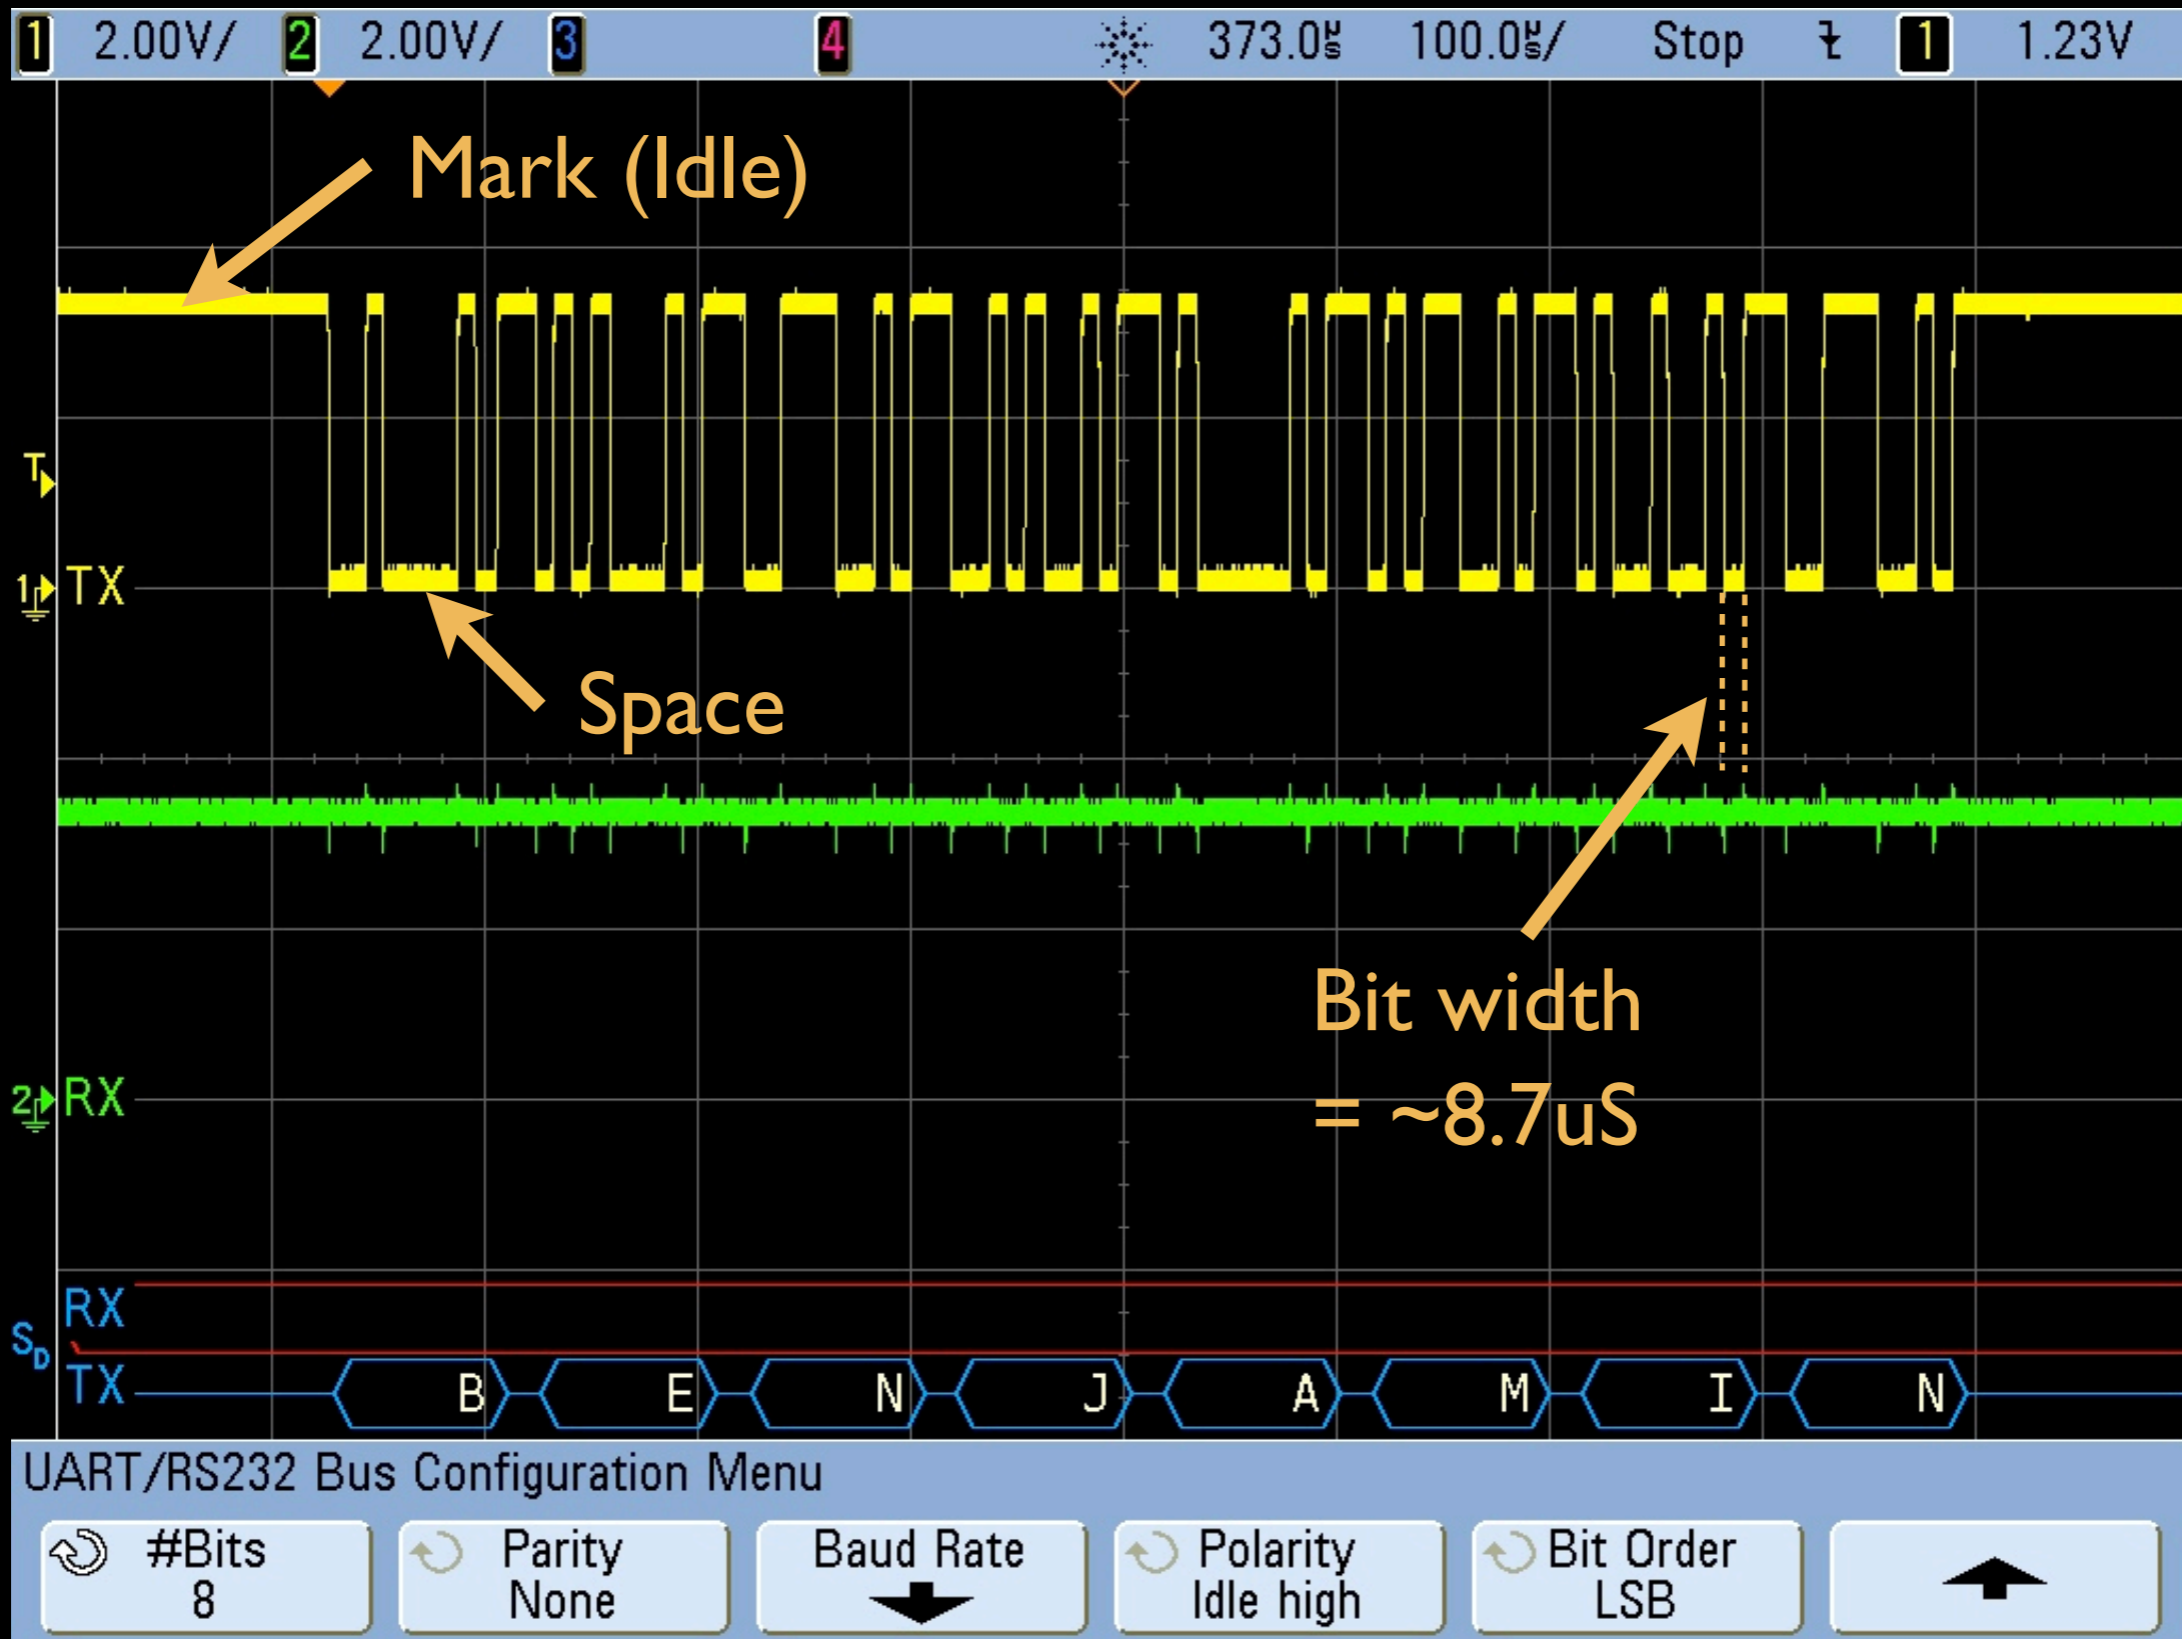 1 2.00V/ 2 2.00V/ 3 4 373.0µs 100.0µs/ Stop 1 1.23V
Mark (Idle)
T
1 TX
Space
Bit width
= ~8.7uS
2 RX
RX
SD
TX B E N J A M I N
UART/RS232 Bus Configuration Menu
#Bits Parity Baud Rate Polarity Bit Order
8 None Idle high LSB